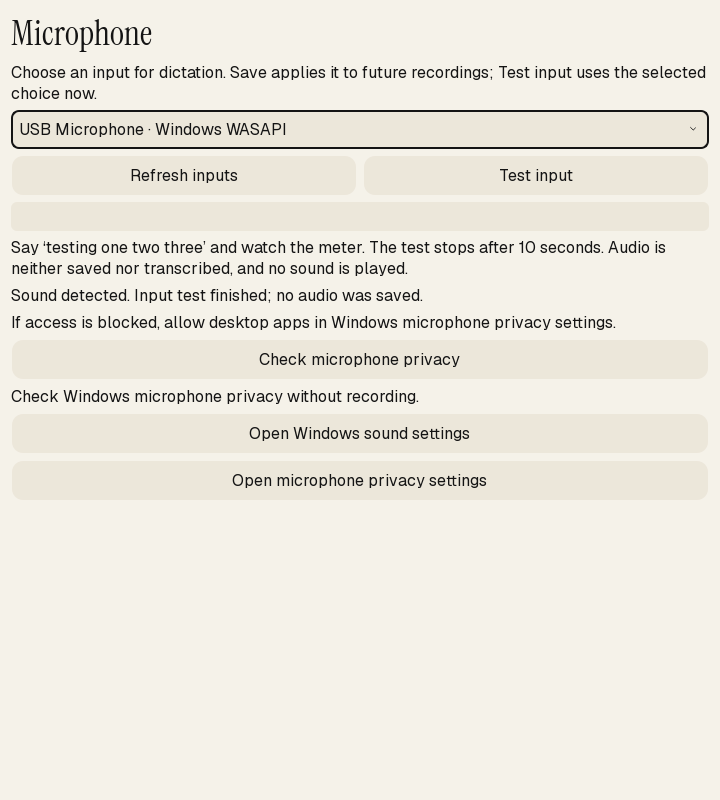 Microphone
Choose an input for dictation. Save applies it to future recordings; Test input uses the selected
choice now.
USB Microphone · Windows WASAPI
Refresh inputs
Test input
Say ‘testing one two three’ and watch the meter. The test stops after 10 seconds. Audio is
neither saved nor transcribed, and no sound is played.
Sound detected. Input test finished; no audio was saved.
If access is blocked, allow desktop apps in Windows microphone privacy settings.
Check microphone privacy
Check Windows microphone privacy without recording.
Open Windows sound settings
Open microphone privacy settings